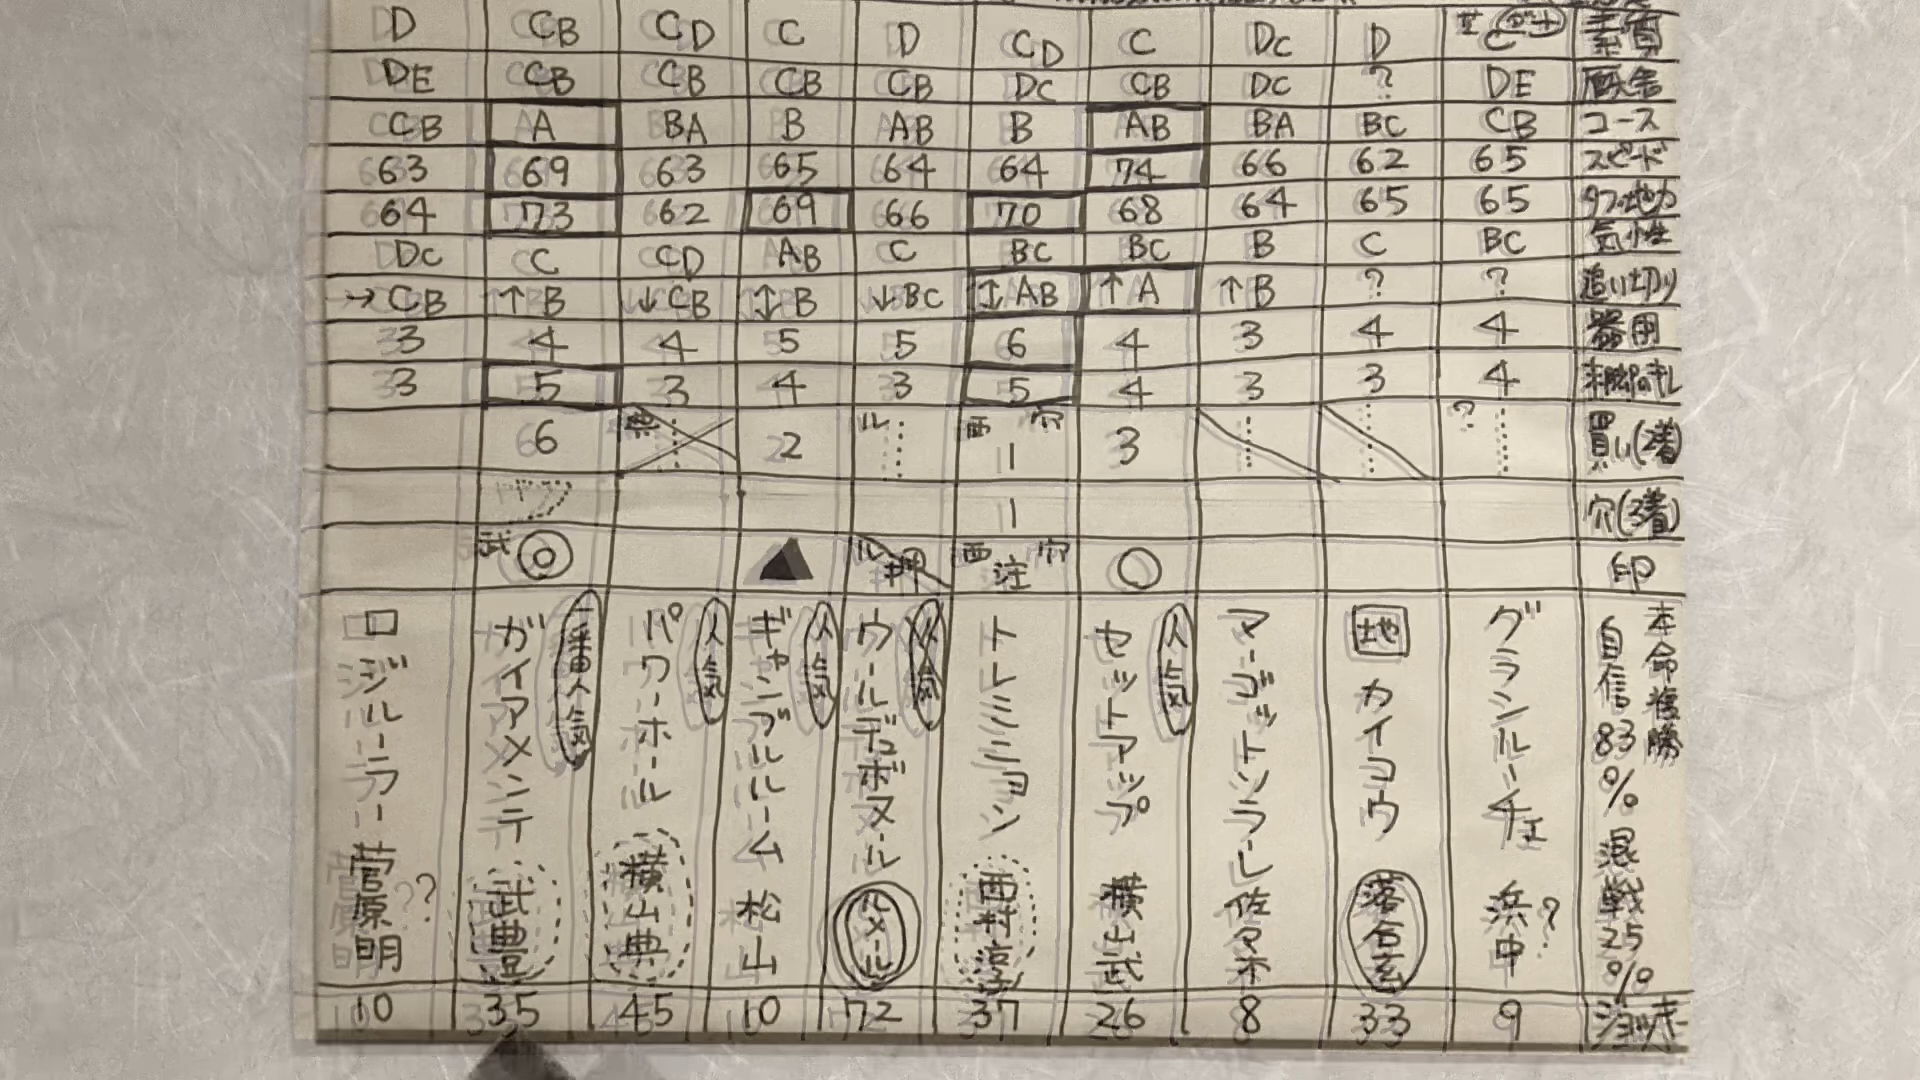 D CB CD C D CD C DC D C 素質
DE CB CB CB CB DC CB DC ? DE 厩舎
CB A BA B AB B AB BA BC CB コース
63 69 63 65 64 64 74 66 62 65 スピード
64 73 62 69 66 70 68 64 65 65 タフ・地力
DC C CD AB C BC BC B C BC 気性
→CB ↑B ↓CB ↕B ↓BC ↕AB ↑A ↑B ? ? 追い切り
3 4 4 5 5 6 4 3 4 4 器用
3 5 3 4 3 5 4 3 3 4 末脚のキレ
6 2 ル 西 1 穴 3 ? 買い(2着)
1 穴(3着)
武 ◎ ▲ ル 押 西 注 穴 ○ 印
ロジルーラー 菅原明 ??
ガイアメンテ 一番人気 武豊
パワーホール 人気 横山典
ギャンブルルーム 人気 松山
ウールデュボヌール 人気 ルメール
トレミニョン 西村淳
セットアップ 人気 横山武
マーゴットソラーレ 佐々木
地 カイコウ 落合玄
グランルーチェ 浜中 ?
本命複勝
自信83% 混戦25%
10 35 45 10 72 37 26 8 33 9 ジョッキー